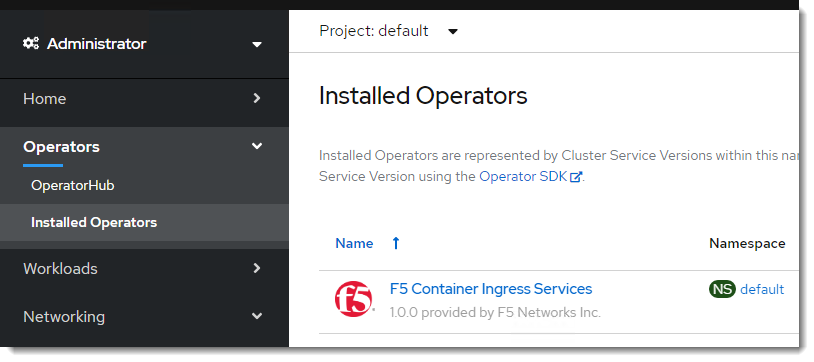 Administrator
Project: default
Home
Installed Operators
Operators
Installed Operators are represented by Cluster Service Versions within this
Service Version using the Operator SDK.
OperatorHub
Installed Operators
Name
Namespace
Workloads
F5 Container Ingress Services
NS default
f5
1.0.0 provided by F5 Networks Inc.
Networking